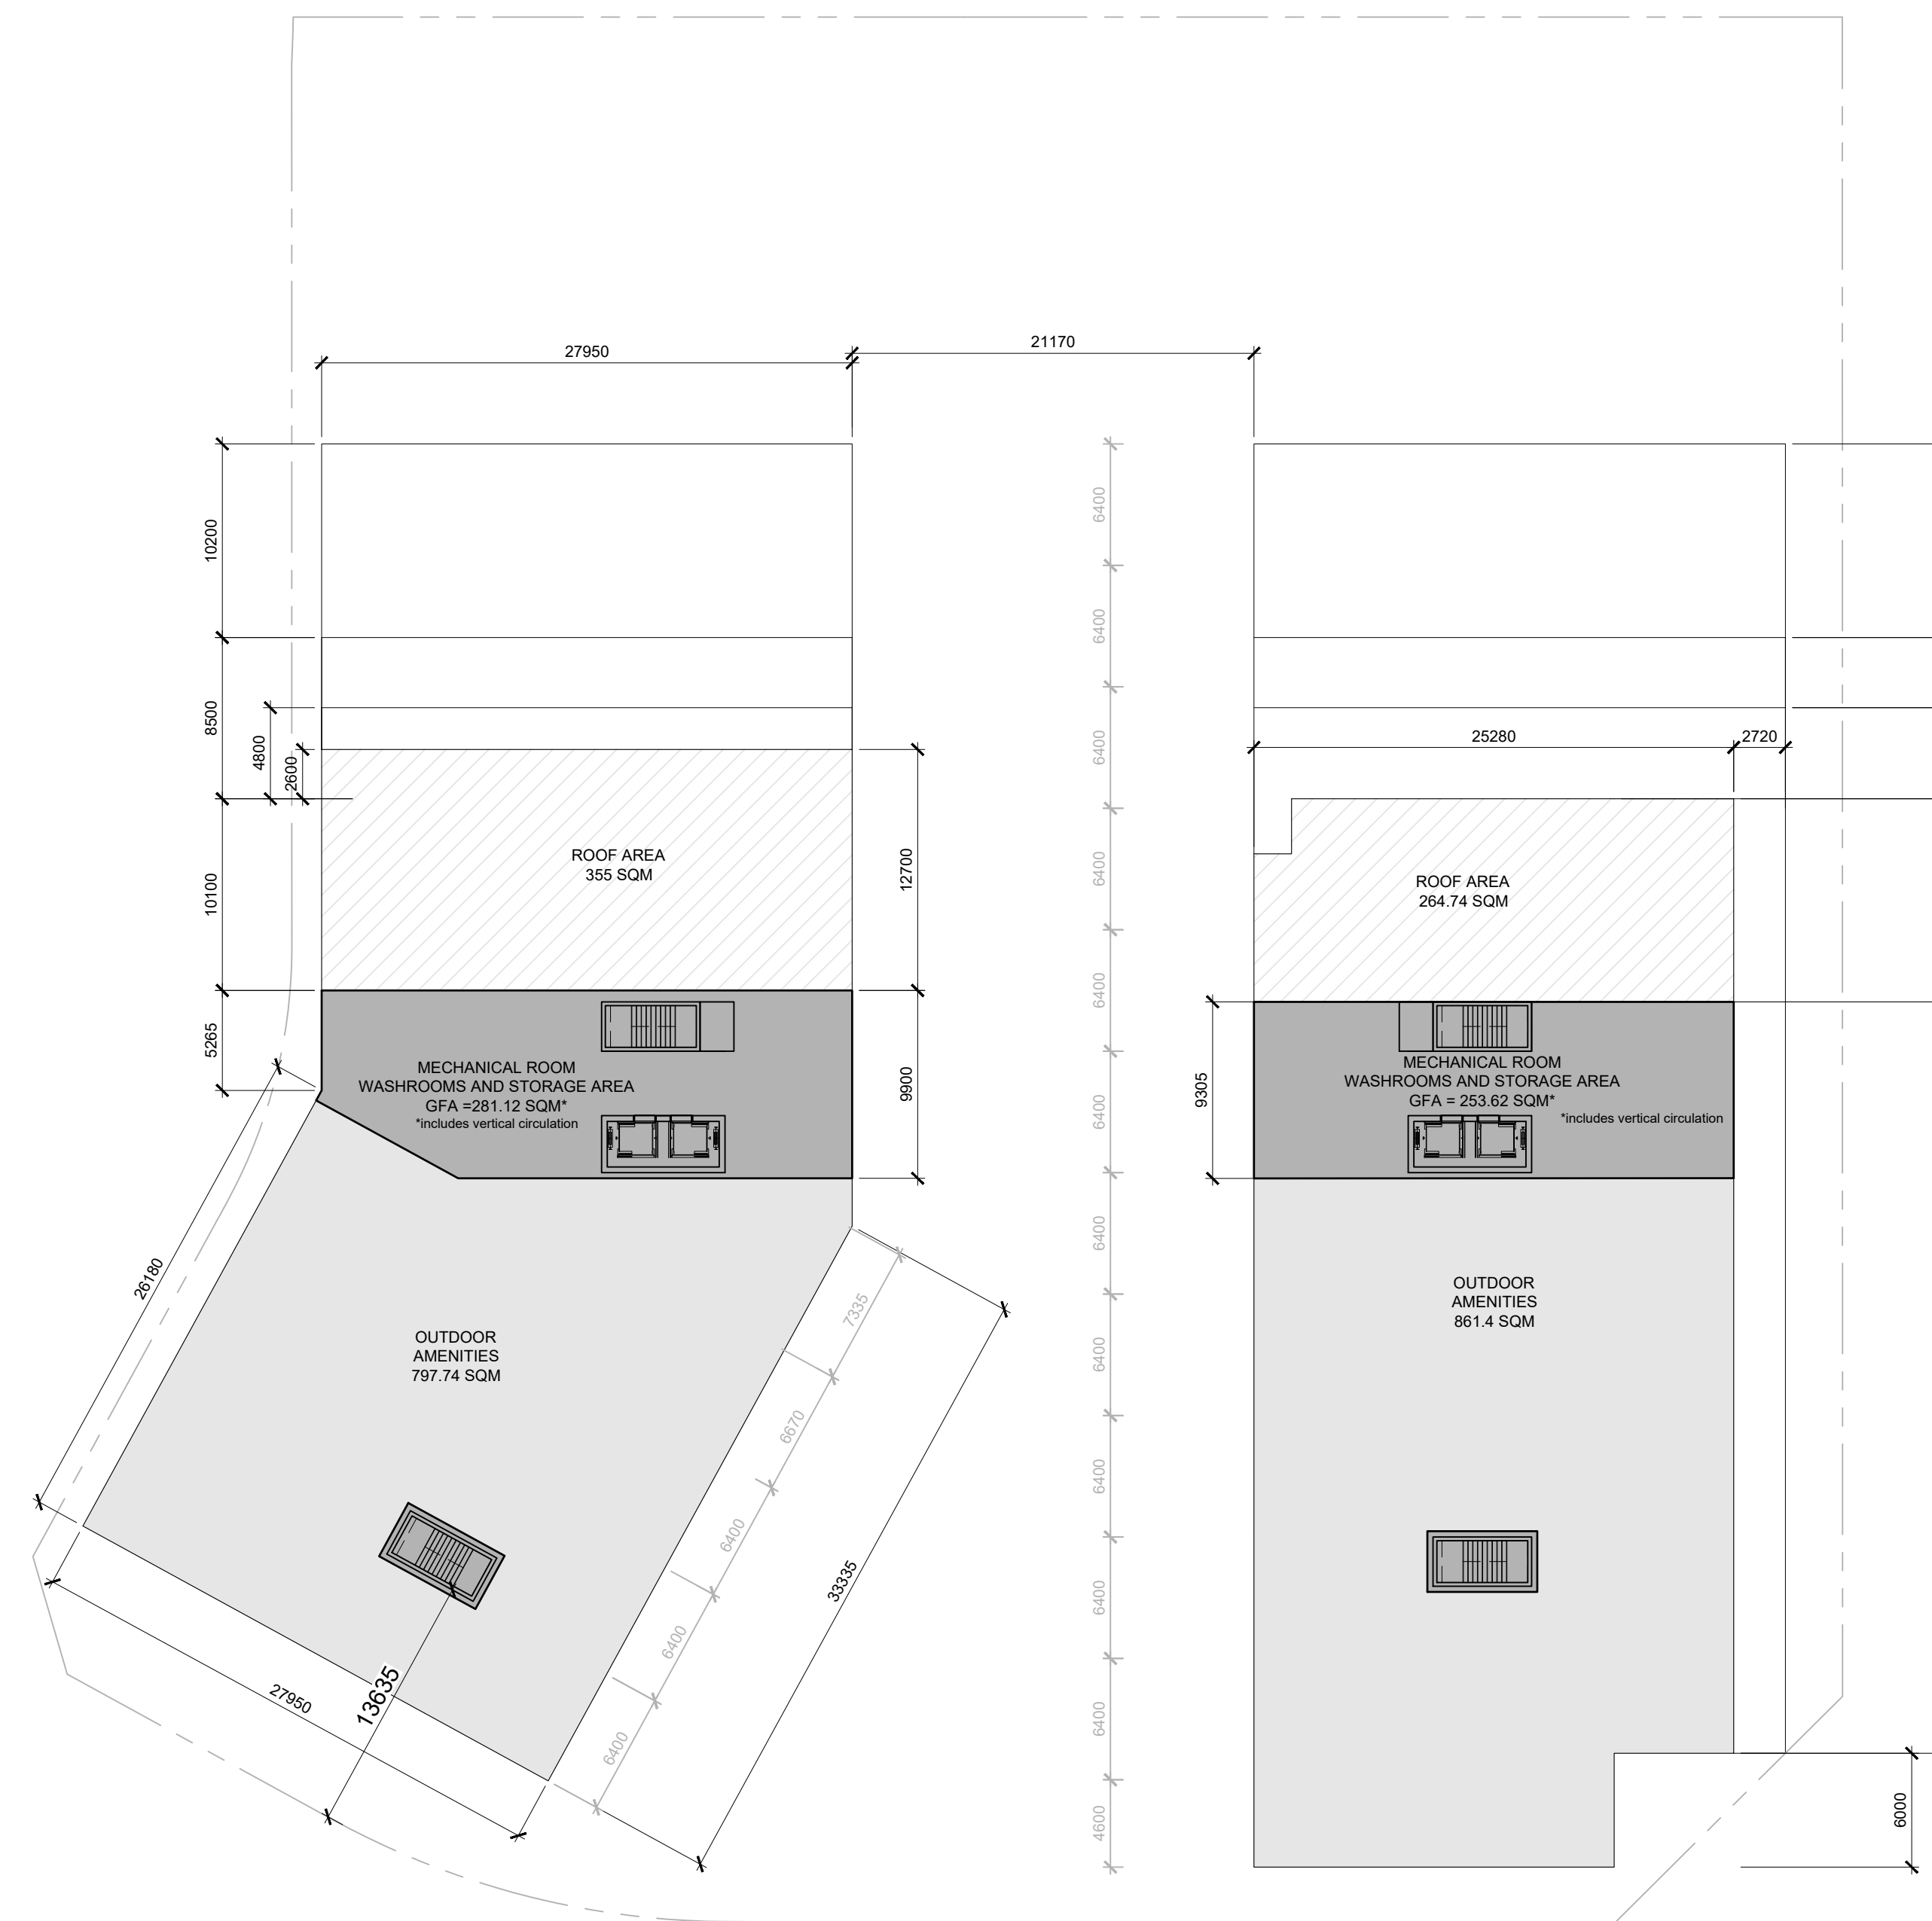 21170
27950
10200
6400
6400
8500
4800
2600
6400
25280
2720
ROOF AREA
355 SQM
12700
10100
6400
ROOF AREA
264.74 SQM
6400
5265
MECHANICAL ROOM
WASHROOMS AND STORAGE AREA
GFA =281.12 SQM*
*includes vertical circulation
9900
6400
9305
MECHANICAL ROOM
WASHROOMS AND STORAGE AREA
GFA = 253.62 SQM*
*includes vertical circulation
6400
26180
7335
OUTDOOR
AMENITIES
797.74 SQM
6400
OUTDOOR
AMENITIES
861.4 SQM
6670
6400
6400
33335
6400
6400
13635
27950
6400
6400
4600
6000